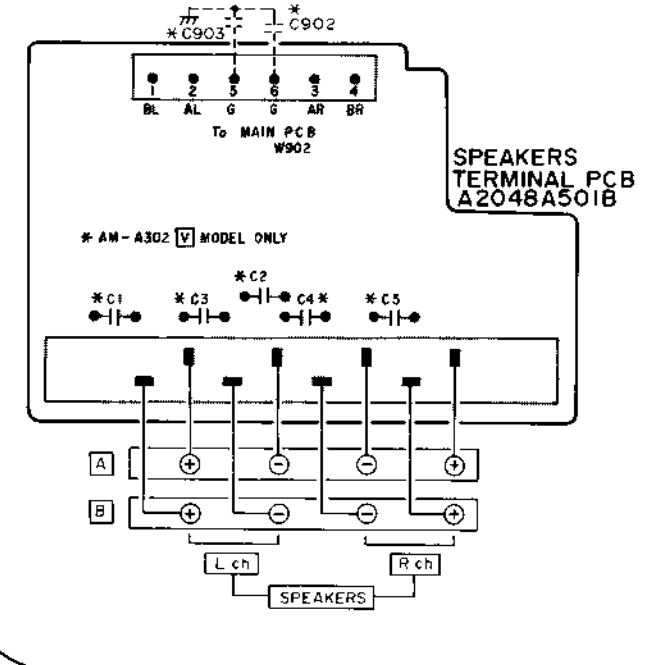 * C902
* C903
1 2 5 6 3 4
BL AL G G AR BR
To MAIN PCB
W902
SPEAKERS
TERMINAL PCB
A2048A501B
* AM-A302 V MODEL ONLY
* C2
* C1 * C3 C4 * * C5
A + − − +
B + − − +
L ch R ch
SPEAKERS